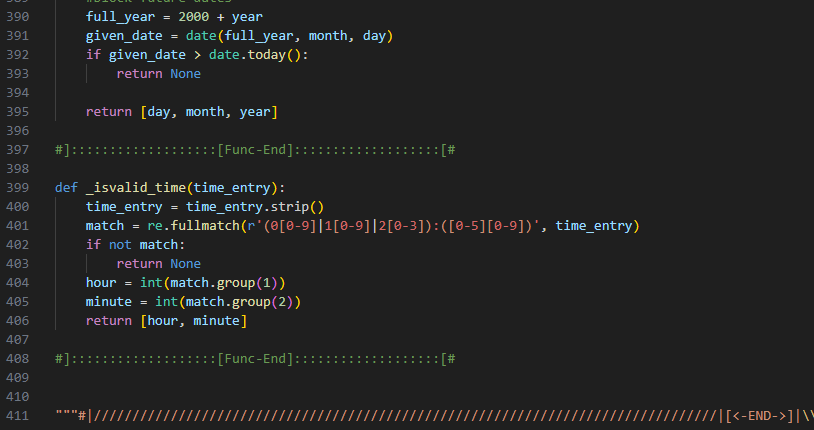 390 full_year = 2000 + year
391 given_date = date(full_year, month, day)
392 if given_date > date.today():
393 return None
394
395 return [day, month, year]
396
397 #]:::::::::::::::::::[Func-End]:::::::::::::::::::[#
398
399 def _isvalid_time(time_entry):
400 time_entry = time_entry.strip()
401 match = re.fullmatch(r'(0[0-9]|1[0-9]|2[0-3]):([0-5][0-9])', time_entry)
402 if not match:
403 return None
404 hour = int(match.group(1))
405 minute = int(match.group(2))
406 return [hour, minute]
407
408 #]:::::::::::::::::::[Func-End]:::::::::::::::::::[#
409
410
411 """#|/////////////////////////////////////////////////////////////////////////////////|[<-END->]|\\